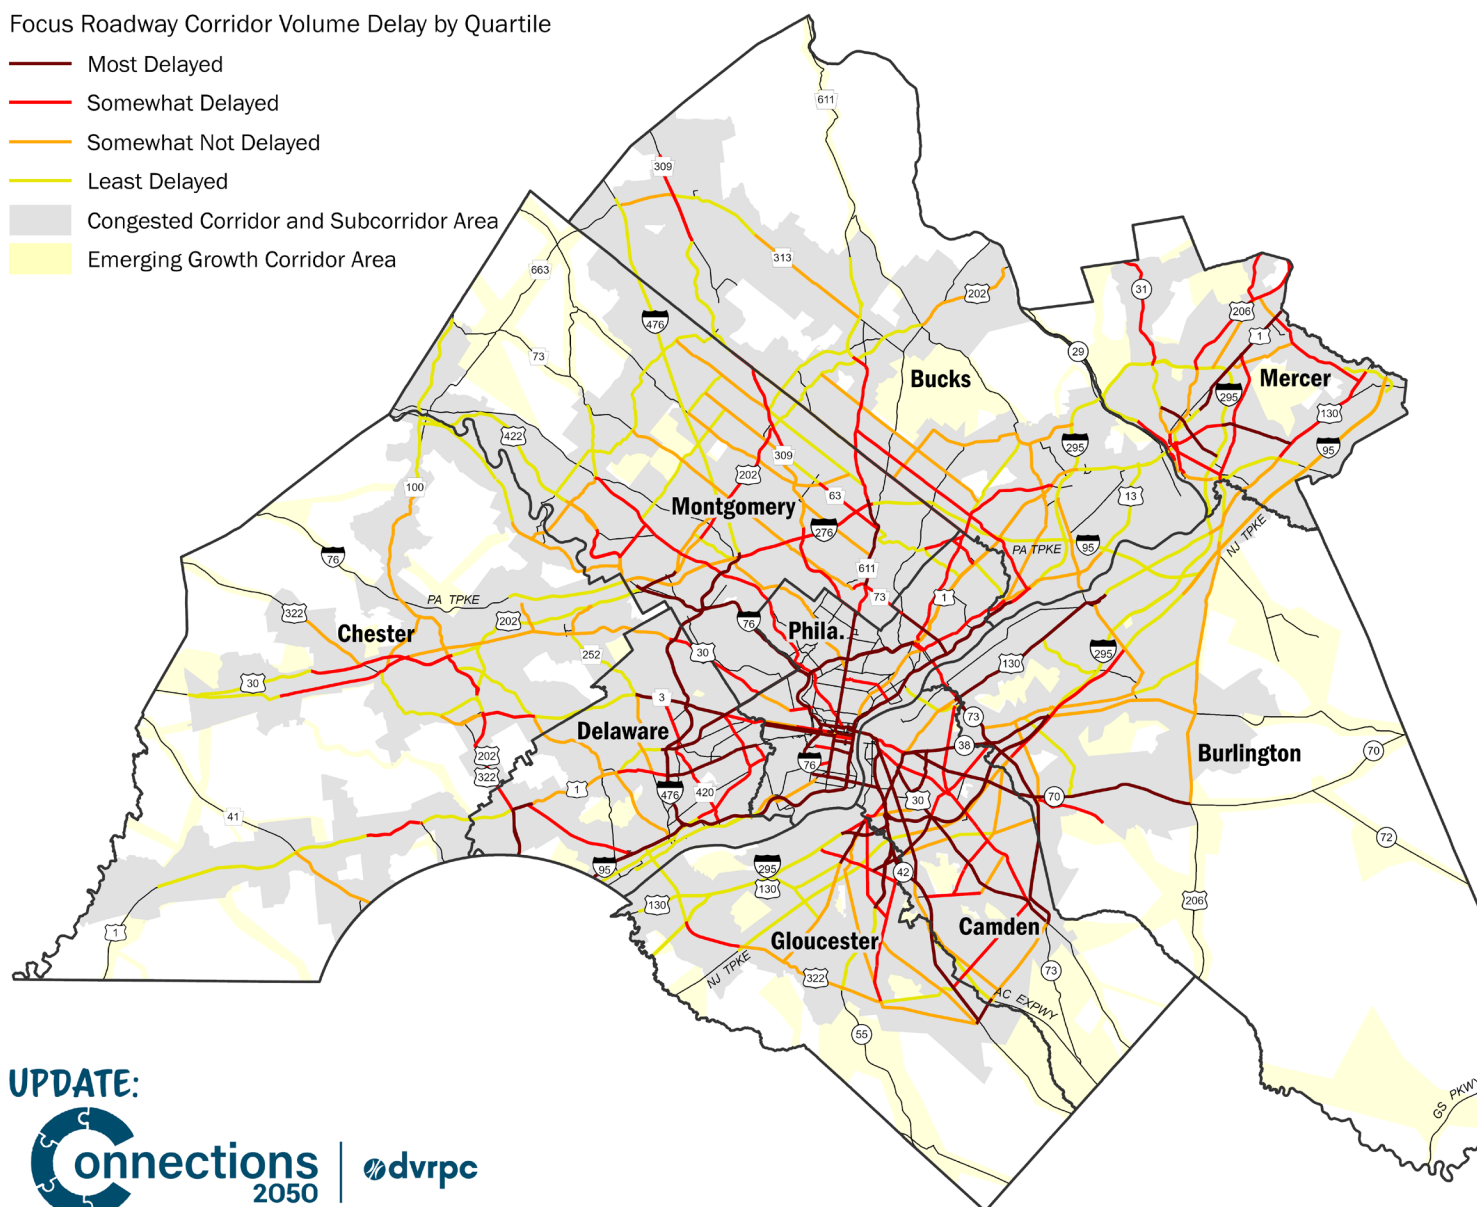 Focus Roadway Corridor Volume Delay by Quartile
Most Delayed
Somewhat Delayed
Somewhat Not Delayed
Least Delayed
Congested Corridor and Subcorridor Area
Emerging Growth Corridor Area
611
309
313
663
202
476
73
31
206
1
29
Bucks
Mercer
295
130
422
309
202
295
95
100
63
13
Montgomery
276
NJ TPKE
76
PA TPKE
95
611
PA TPKE
73
1
322
202
76
Phila.
Chester
252
30
130
295
30
3
73
Delaware
38
Burlington
70
202
322
76
1
476
420
30
70
41
72
95
295
130
42
130
206
1
Gloucester
Camden
NJ TPKE
322
73
AC EXPWY
55
GS PKWY
UPDATE:
Connections
2050
dvrpc